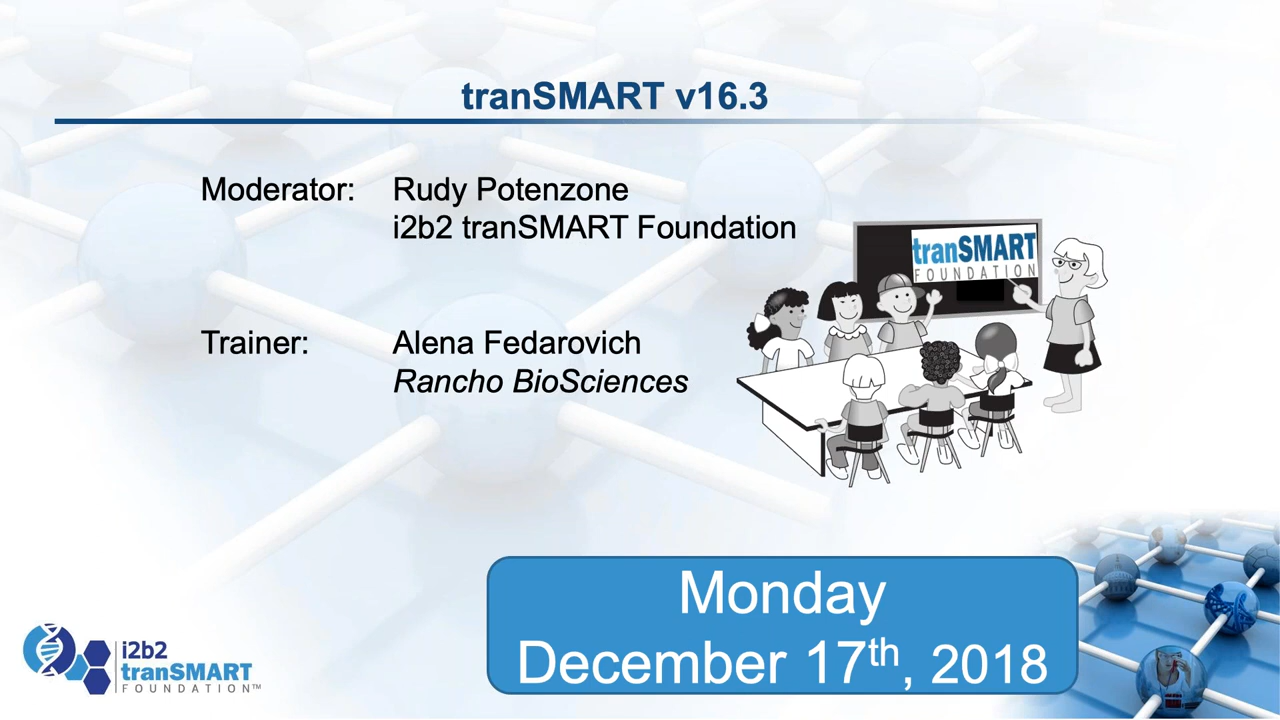 tranSMART v16.3
Moderator: Rudy Potenzone
i2b2 tranSMART Foundation
tranSMART
FOUNDATION
Trainer: Alena Fedarovich
Rancho BioSciences
Monday
December 17th, 2018
i2b2
tranSMART
FOUNDATION™